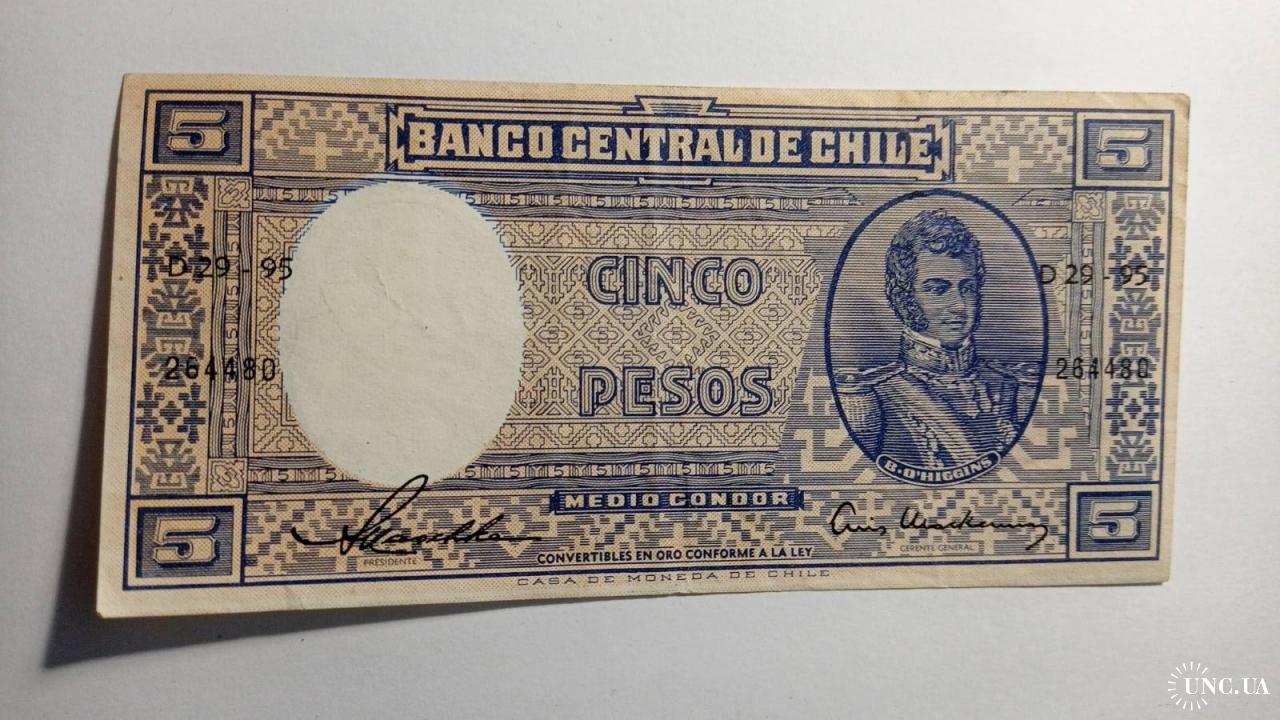 5 BANCO CENTRAL DE CHILE 5
D 29 - 95
CINCO
D 29 - 95
264480
PESOS
264480
B. O'HIGGINS
MEDIO CONDOR
5 5
PRESIDENTE
CONVERTIBLES EN ORO CONFORME A LA LEY
GERENTE GENERAL
CASA DE MONEDA DE CHILE
UNC.UA